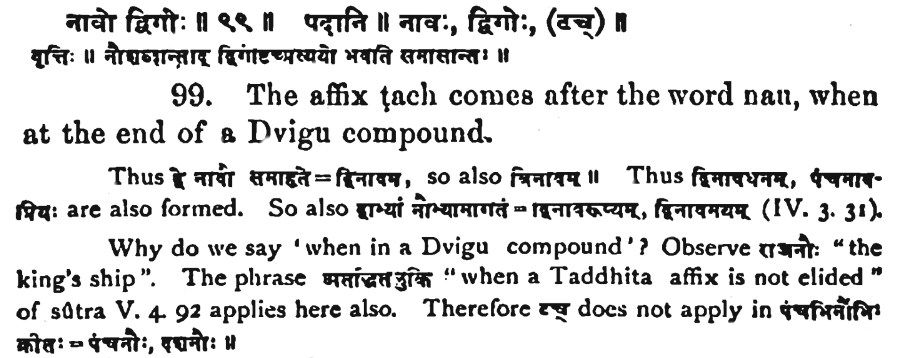 नावो द्विगोः ॥ ९९ ॥ पदानि ॥ नावः, द्विगोः, (टच्) ॥
वृत्तिः ॥ नौशब्दान्ताद् द्विगोष्टच्प्रत्ययो भवति समासान्तः ॥
99. The affix ṭach comes after the word nau, when
at the end of a Dvigu compound.
Thus द्वे नावौ समाहृते = द्विनावम्, so also त्रिनावम् ॥ Thus द्विनावधनम्, पंचनाव-
प्रियः are also formed. So also द्वाभ्यां नौभ्यामागतं = द्विनावरूप्यम्, द्विनावमयम् (IV. 3. 31).
Why do we say 'when in a Dvigu compound'? Observe राजनौः "the
king's ship". The phrase अतद्धितलुकि "when a Taddhita affix is not elided"
of sûtra V. 4. 92 applies here also. Therefore टच् does not apply in पंचभिर्नौभिः
क्रीतः = पंचनौः, दशनौः ॥